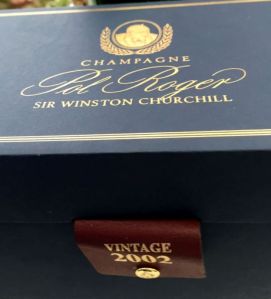 CHAMPAGNE
Pol Roger
SIR WINSTON CHURCHILL
VINTAGE
2002